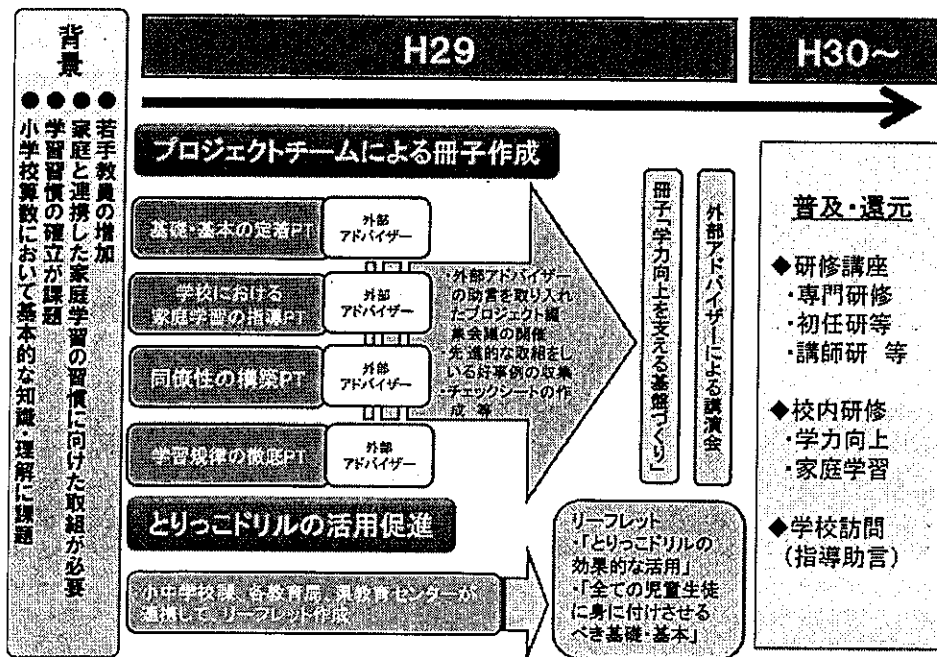 背景
● 若手教員の増加
● 家庭と連携した家庭学習の習慣に向けた取組が必要
● 学習習慣の確立が課題
● 小学校算数において基本的な知識・理解に課題
H29
H30~
プロジェクトチームによる冊子作成
基礎・基本の定着PT
外部
アドバイザー
学校における
家庭学習の指導PT
外部
アドバイザー
同僚性の構築PT
外部
アドバイザー
学習規律の徹底PT
外部
アドバイザー
・外部アドバイザー
の助言を取り入れ
たプロジェクト編
集会議の開催
・先進的な取組をし
いる好事例の収集
・チェックシートの作
成 等
冊子「学力向上を支える基盤づくり」
外部アドバイザーによる講演会
とりっこドリルの活用促進
小中学校課、各教育局、県教育センターが
連携して、リーフレット作成
リーフレット
・「とりっこドリルの
効果的な活用」
・「全ての児童生徒
に身に付けさせる
べき基礎・基本」
普及・還元
◆研修講座
・専門研修
・初任研等
・講師研 等
◆校内研修
・学力向上
・家庭学習
◆学校訪問
(指導助言)